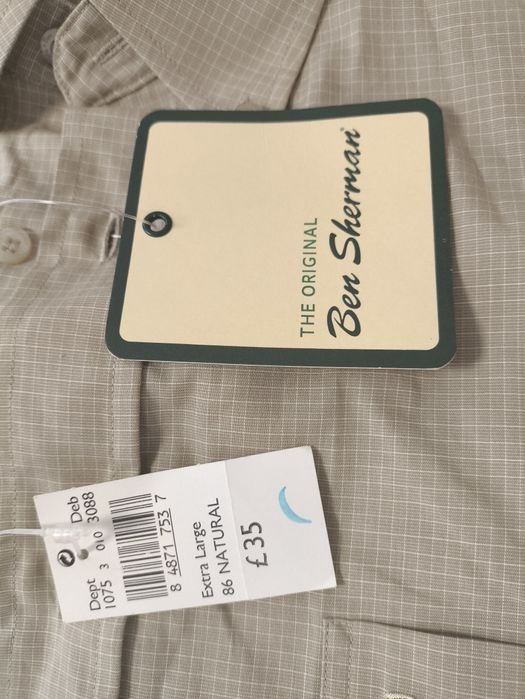 THE ORIGINAL
Ben Sherman
Dept Deb
1075 3 010 3088
8 4871 753 7
Extra Large
86 NATURAL
£35